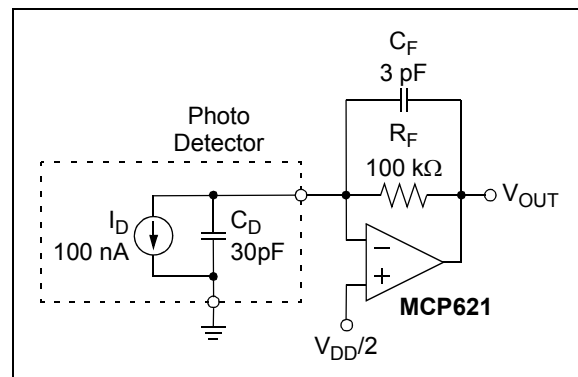 C_F
3 pF
Photo
Detector
R_F
100 kΩ
V_OUT
I_D
100 nA
C_D
30pF
−
+
MCP621
V_DD/2